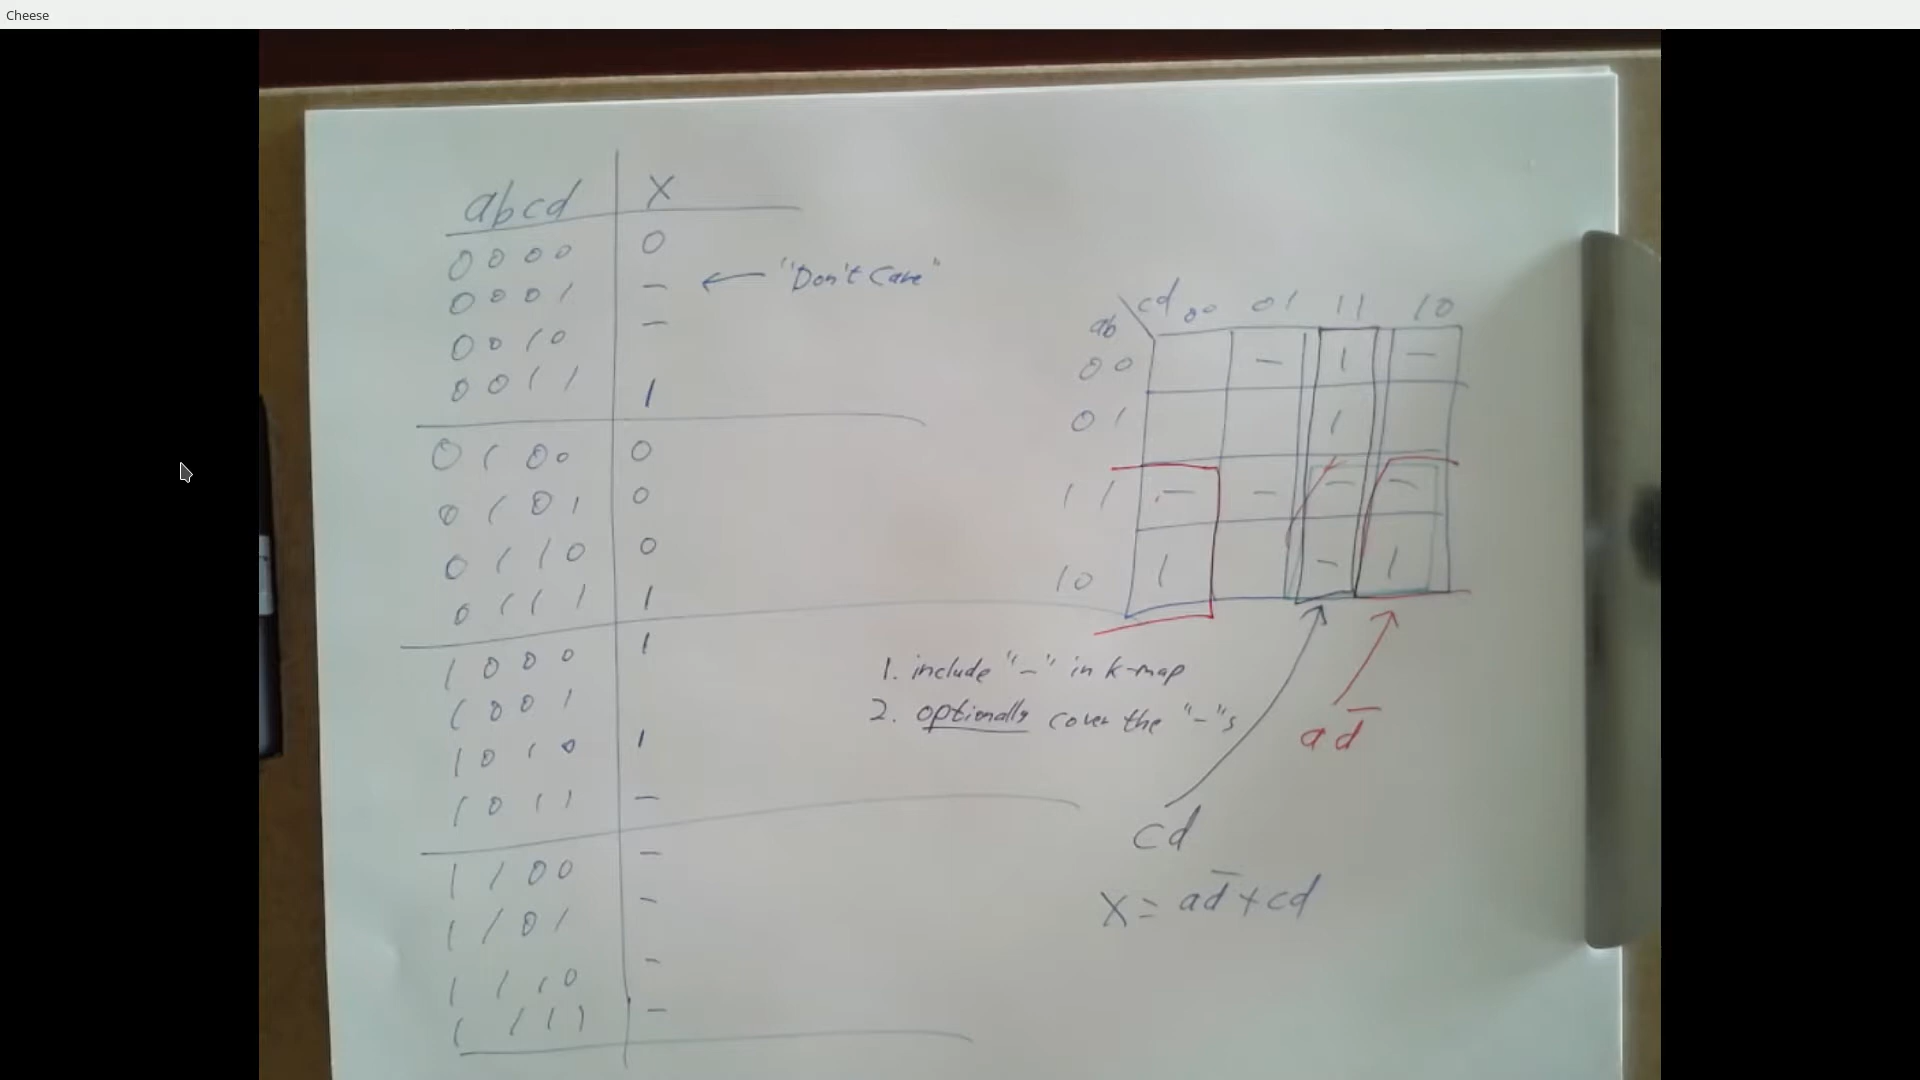 Cheese
abcd X
0000 0
0001 - ← "Don't Care"
0010 -
0011 1
0100 0
0101 0
0110 0
0111 1
1000 1
1001
1010 1
1011 -
1100 -
1101 -
1110 -
1111 -
cd 00 01 11 10
ab
00 - 1 -
01 1
11 - - - -
10 1 - 1
1. include "-" in k-map
2. optionally cover the "-"s
ad̅
cd
X = ad̅ + cd